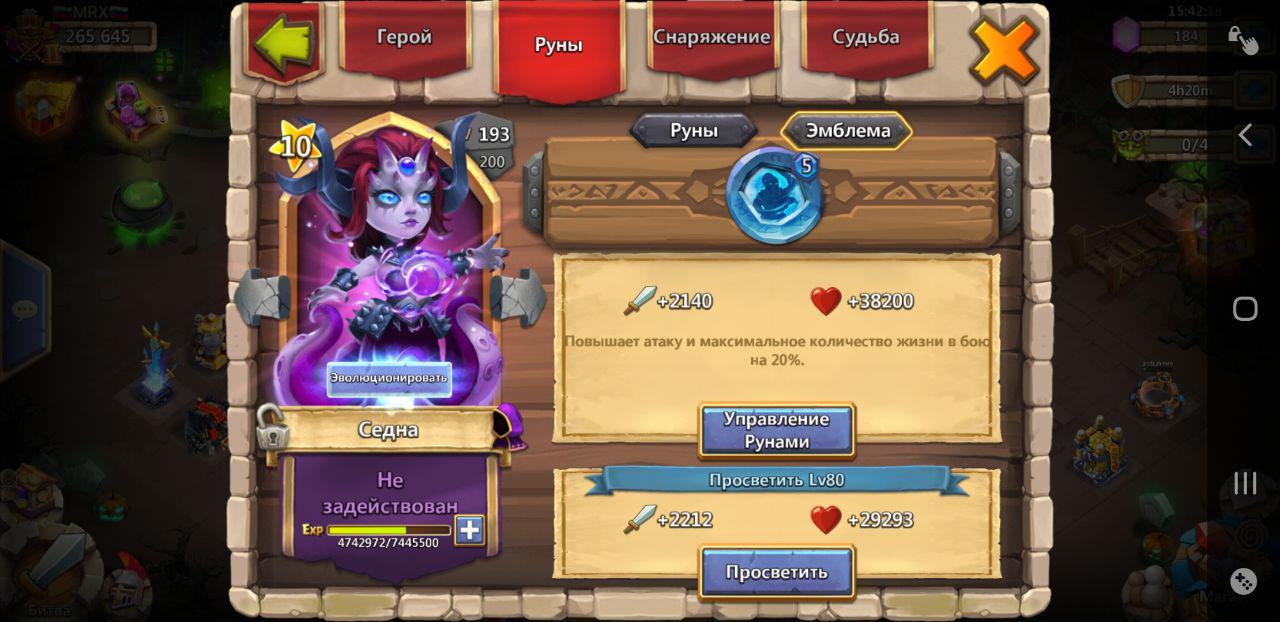 MRX
265 645
15:42:18
184
4h20m
0/4
Герой
Руны
Снаряжение
Судьба
Руны
Эмблема
10
193
200
5
+2140
+38200
Повышает атаку и максимальное количество жизни в бою
на 20%.
Эволюционировать
Седна
Управление
Рунами
Не
задействован
Exp
4742972/7445500
Просветить Lv80
+2212
+29293
Просветить
Битва